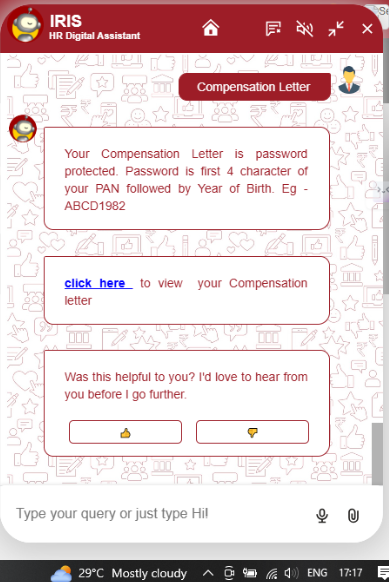 IRIS
HR Digital Assistant
Compensation Letter
Your Compensation Letter is password
protected. Password is first 4 character of
your PAN followed by Year of Birth. Eg -
ABCD1982
click here to view your Compensation
letter
Was this helpful to you? I'd love to hear from
you before I go further.
Type your query or just type Hi!
29°C Mostly cloudy ENG 17:17